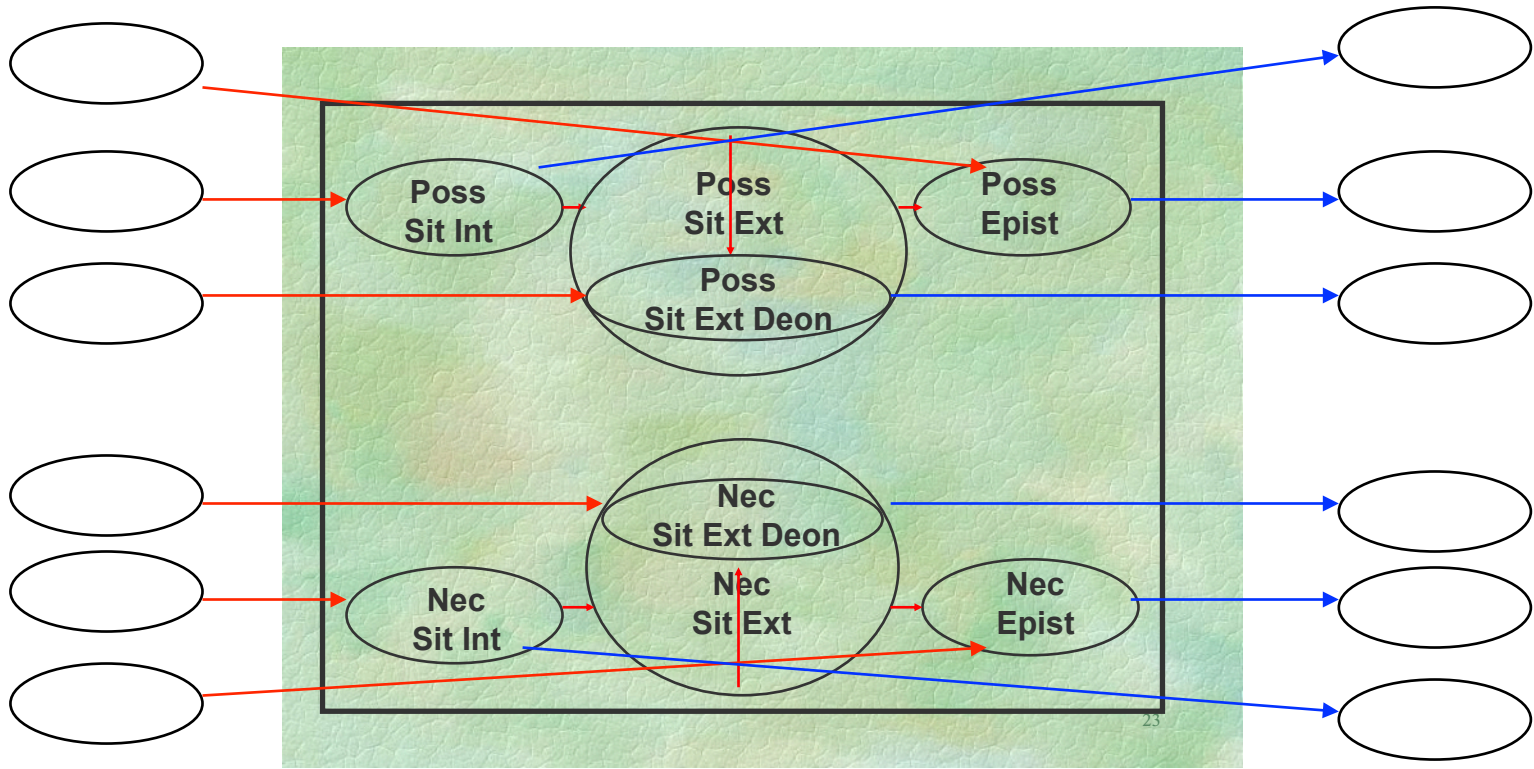 Poss
Sit Int
Poss
Sit Ext
Poss
Epist
Poss
Sit Ext Deon
Nec
Sit Ext Deon
Nec
Sit Int
Nec
Sit Ext
Nec
Epist
23